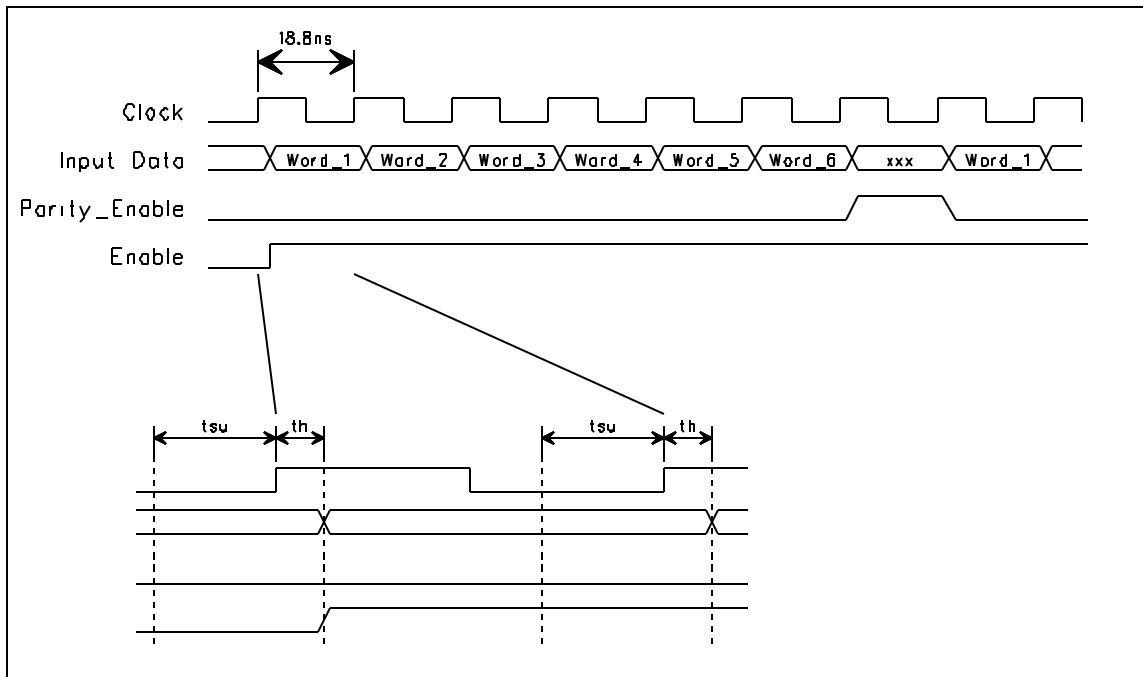 18.8ns
Clock
Input Data Word_1 Word_2 Word_3 Word_4 Word_5 Word_6 xxx Word_1
Parity_Enable
Enable
tsu th tsu th